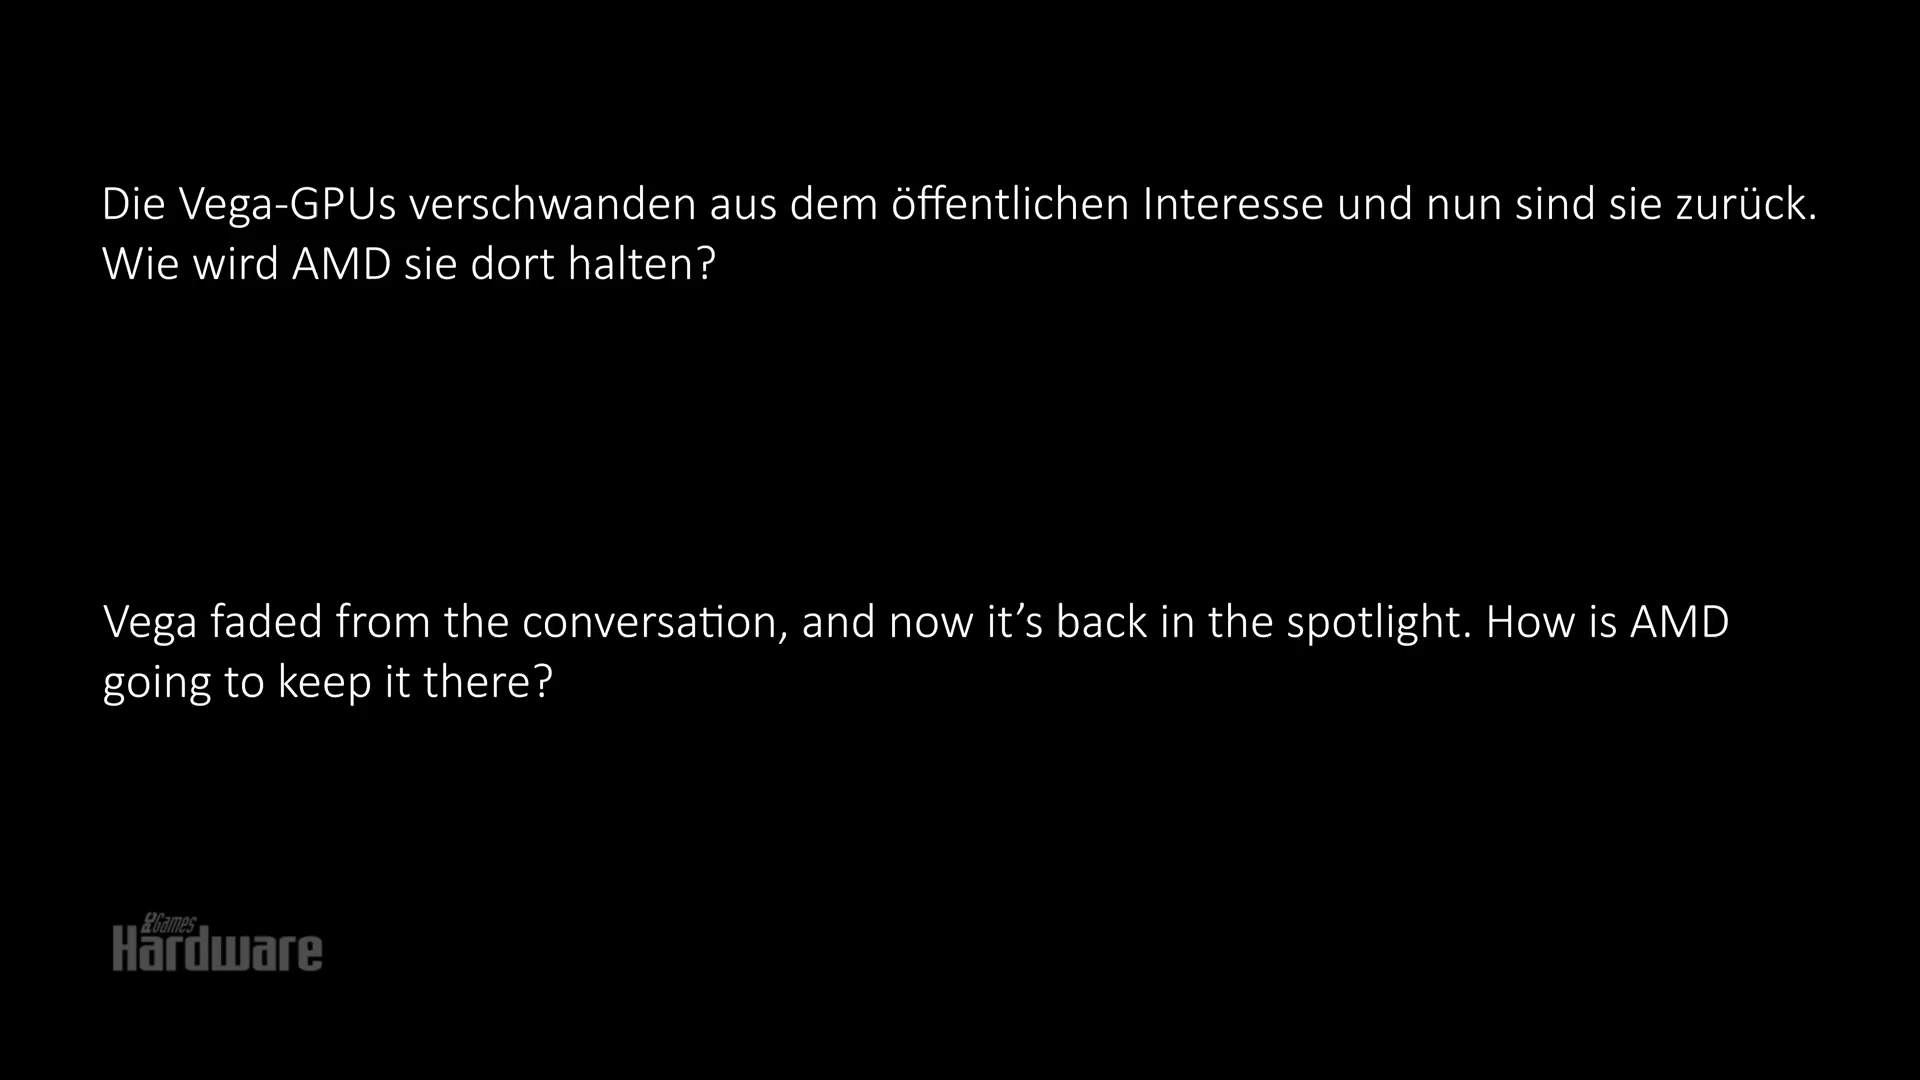 Die Vega-GPUs verschwanden aus dem öffentlichen Interesse und nun sind sie zurück.
Wie wird AMD sie dort halten?
Vega faded from the conversation, and now it’s back in the spotlight. How is AMD
going to keep it there?
PCGames
Hardware